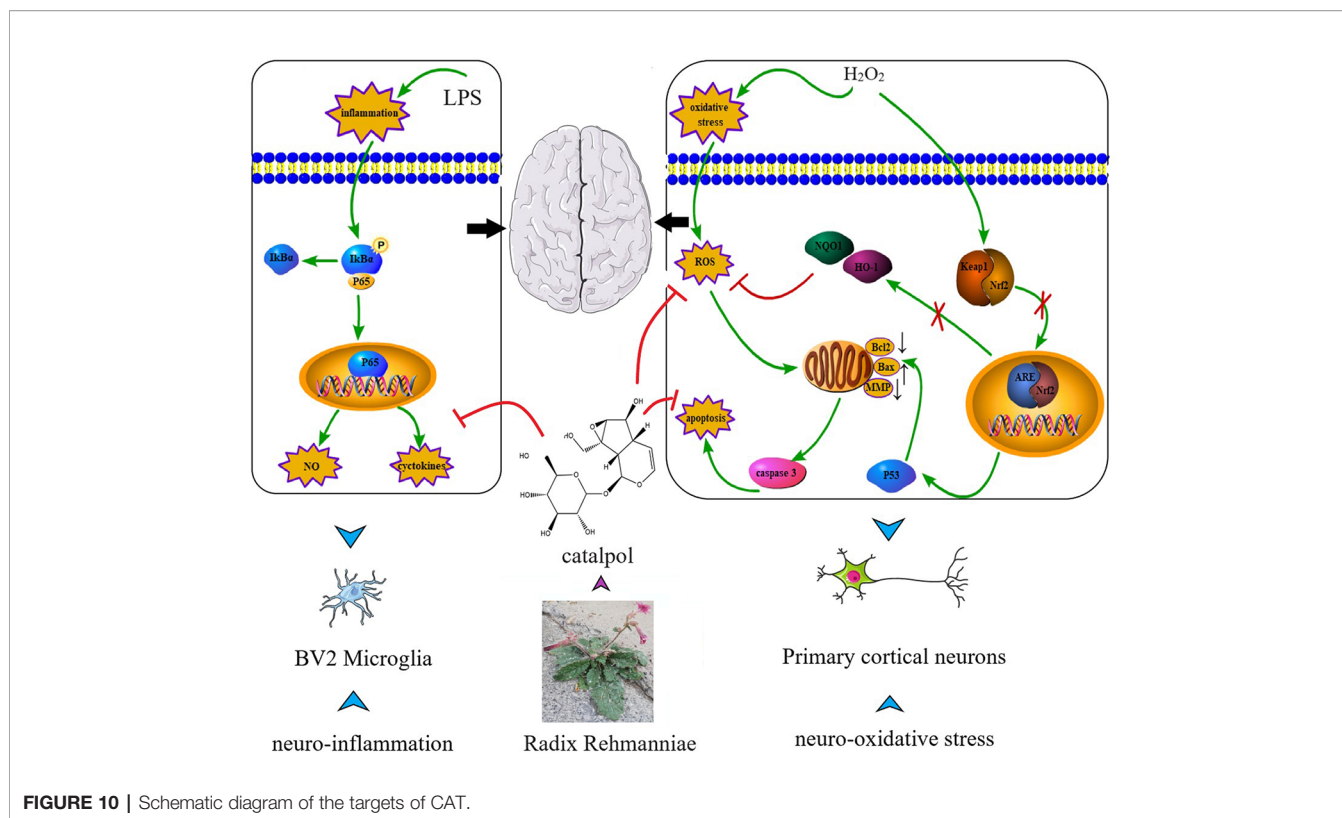 LPS
inflammation
IkBα
IkBα
P
P65
P65
NO
cyctokines
BV2 Microglia
neuro-inflammation
HO
HO
HO
HO
OH
OH
O
O
O
O
H
H
H
catalpol
Radix Rehmanniae
H₂O₂
oxidative
stress
ROS
NQO1
HO-1
Keap1
Nrf2
Bcl2
Bax
MMP
ARE
Nrf2
apoptosis
caspase 3
P53
Primary cortical neurons
neuro-oxidative stress
FIGURE 10 | Schematic diagram of the targets of CAT.